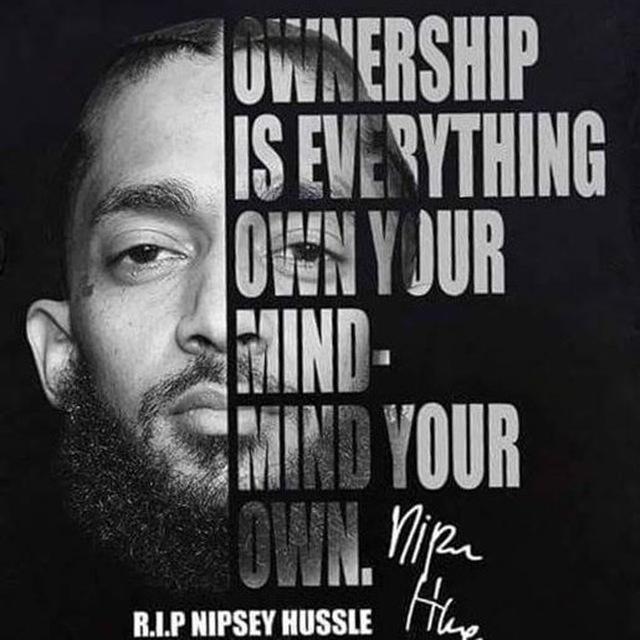 OWNERSHIP
IS EVERYTHING
OWN YOUR
MIND-
MIND YOUR
OWN.
R.I.P NIPSEY HUSSLE